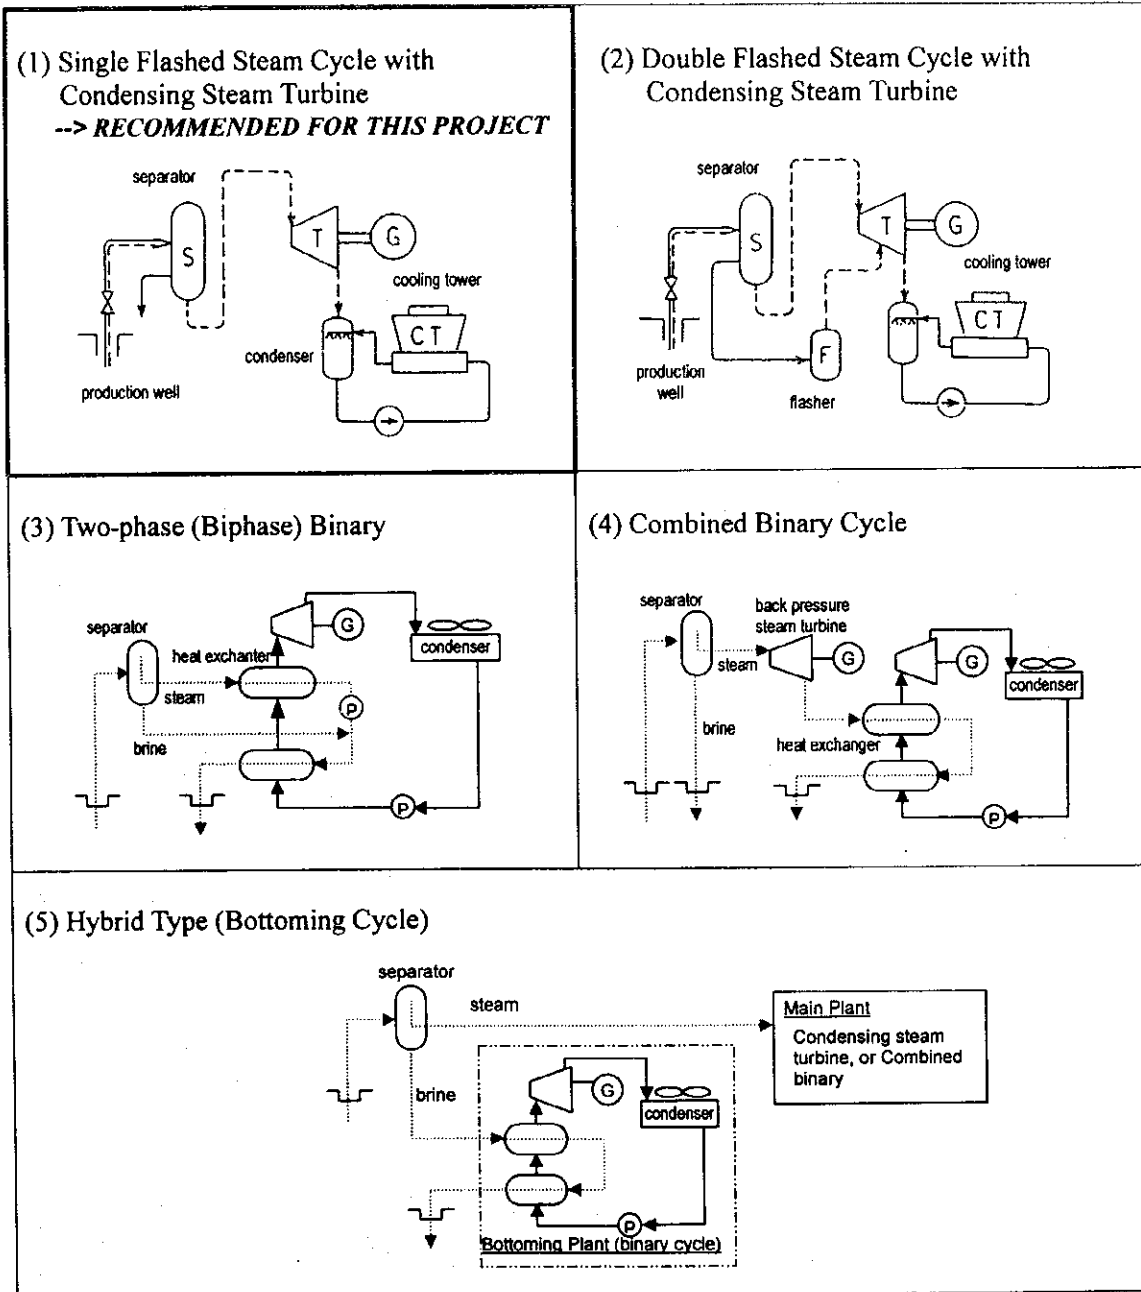 (1) Single Flashed Steam Cycle with
Condensing Steam Turbine
--> RECOMMENDED FOR THIS PROJECT
separator
S
T
G
cooling tower
CT
condenser
production well
(2) Double Flashed Steam Cycle with
Condensing Steam Turbine
separator
S
T
G
cooling tower
CT
F
production
well
flasher
(3) Two-phase (Biphase) Binary
separator
G
condenser
heat exchanter
steam
P
brine
P
(4) Combined Binary Cycle
separator
back pressure
steam turbine
steam
G
G
condenser
brine
heat exchanger
P
(5) Hybrid Type (Bottoming Cycle)
separator
steam
Main Plant
Condensing steam
turbine, or Combined
binary
brine
G
condenser
P
Bottoming Plant (binary cycle)